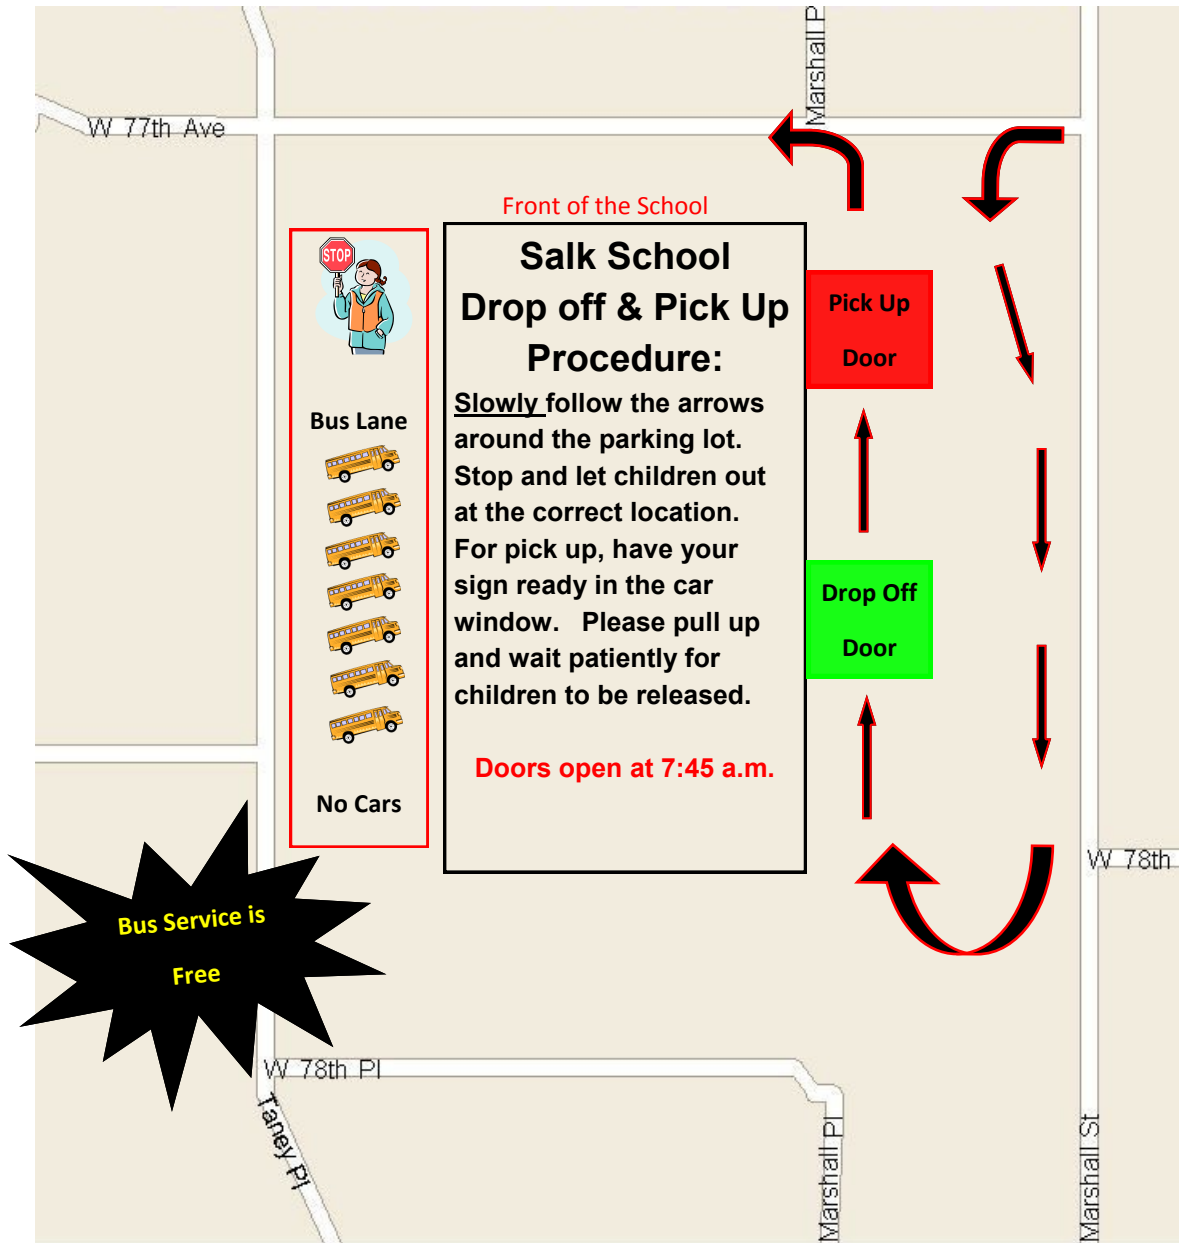 Marshall P
W 77th Ave
Front of the School
STOP
Bus Lane
No Cars
Salk School
Drop off & Pick Up
Procedure:
Slowly follow the arrows
around the parking lot.
Stop and let children out
at the correct location.
For pick up, have your
sign ready in the car
window. Please pull up
and wait patiently for
children to be released.
Doors open at 7:45 a.m.
Pick Up
Door
Drop Off
Door
W 78th
Bus Service is
Free
W 78th Pl
Taney Pl
Marshall Pl
Marshall St